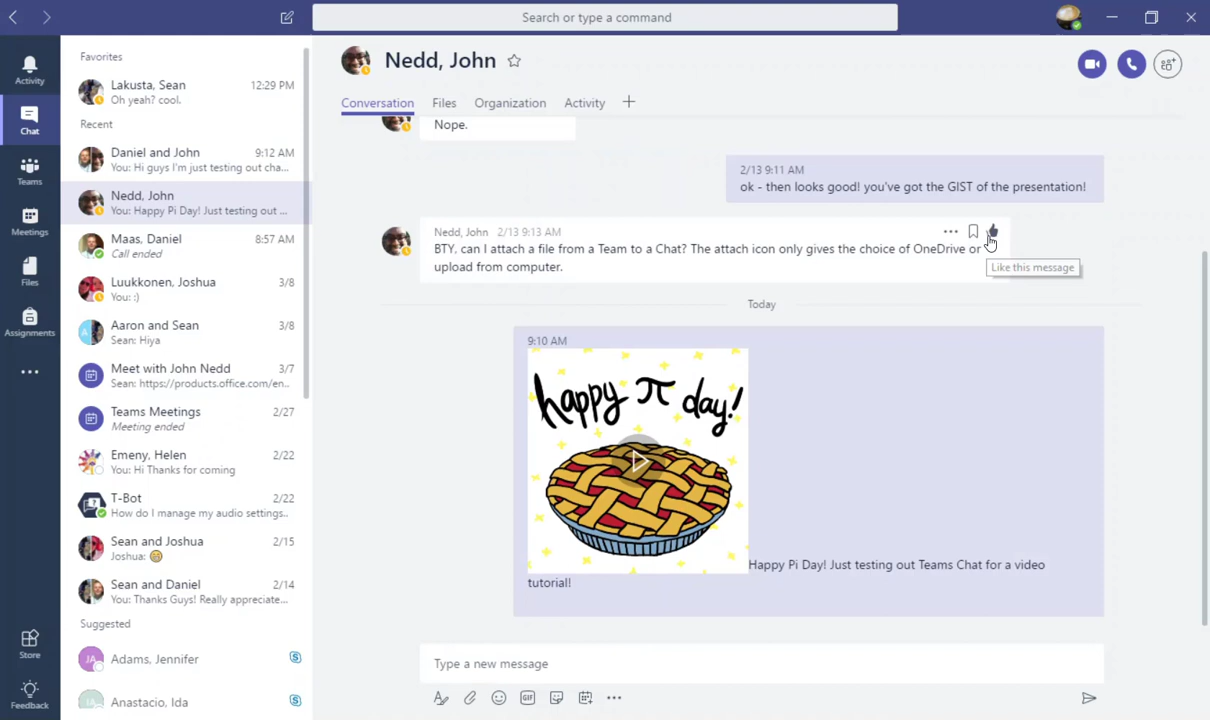 Search or type a command
Activity
Chat
Teams
Meetings
Files
Assignments
Store
Feedback
Favorites
Lakusta, Sean 12:29 PM
Oh yeah? cool.
Recent
Daniel and John 9:12 AM
You: Hi guys I'm just testing out cha...
Nedd, John
You: Happy Pi Day! Just testing out ...
Maas, Daniel 8:57 AM
Call ended
Luukkonen, Joshua 3/8
You: :)
Aaron and Sean 3/8
Sean: Hiya
Meet with John Nedd 3/7
Sean: https://products.office.com/en..
Teams Meetings 2/27
Meeting ended
Emeny, Helen 2/22
You: Hi Thanks for coming
T-Bot 2/22
How do I manage my audio settings..
Sean and Joshua 2/15
Joshua:
Sean and Daniel 2/14
You: Thanks Guys! Really appreciate...
Suggested
JA Adams, Jennifer
IA Anastacio, Ida
Nedd, John
Conversation Files Organization Activity
Nope.
2/13 9:11 AM
ok - then looks good! you've got the GIST of the presentation!
Nedd, John 2/13 9:13 AM
BTY, can I attach a file from a Team to a Chat? The attach icon only gives the choice of OneDrive or
upload from computer.
Like this message
Today
9:10 AM
happy π day!
Happy Pi Day! Just testing out Teams Chat for a video
tutorial!
Type a new message
GIF